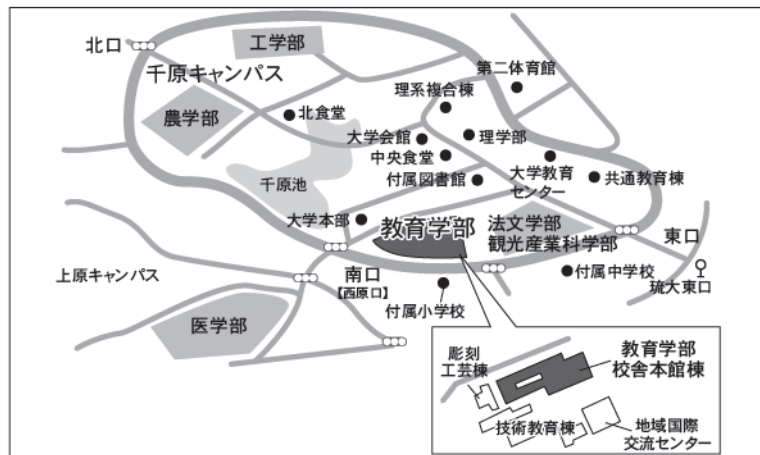 北口
工学部
千原キャンパス
第二体育館
理系複合棟
農学部
北食堂
大学会館
理学部
中央食堂
千原池
付属図書館
大学教育
センター
共通教育棟
大学本部
教育学部
法文学部
観光産業科学部
東口
上原キャンパス
南口
【西原口】
付属中学校
琉大東口
付属小学校
医学部
彫刻
工芸棟
教育学部
校舎本館棟
技術教育棟
地域国際
交流センター